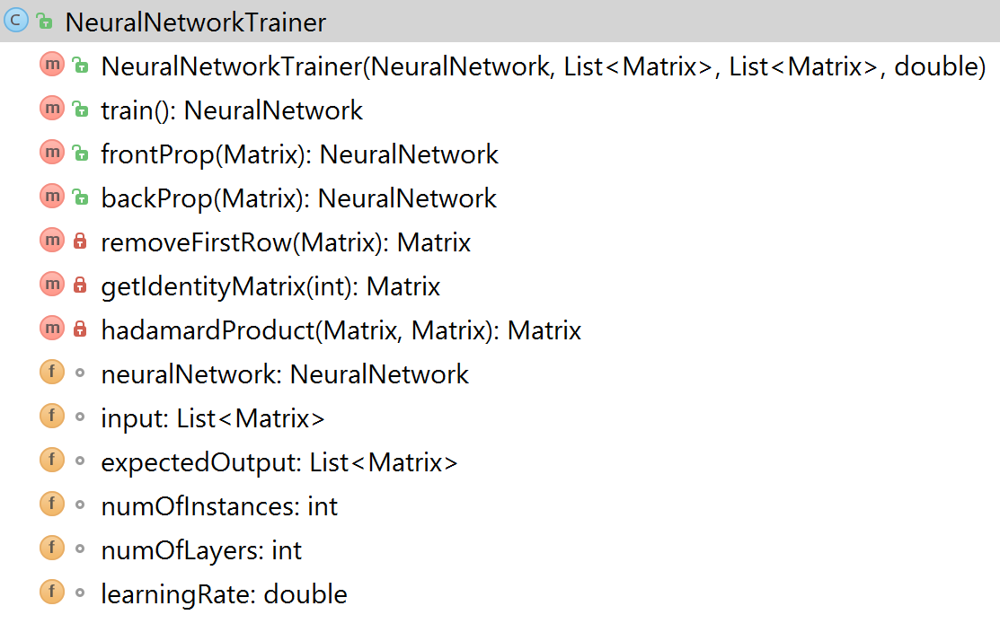 C NeuralNetworkTrainer
m NeuralNetworkTrainer(NeuralNetwork, List<Matrix>, List<Matrix>, double)
m train(): NeuralNetwork
m frontProp(Matrix): NeuralNetwork
m backProp(Matrix): NeuralNetwork
m removeFirstRow(Matrix): Matrix
m getIdentityMatrix(int): Matrix
m hadamardProduct(Matrix, Matrix): Matrix
f neuralNetwork: NeuralNetwork
f input: List<Matrix>
f expectedOutput: List<Matrix>
f numOfInstances: int
f numOfLayers: int
f learningRate: double